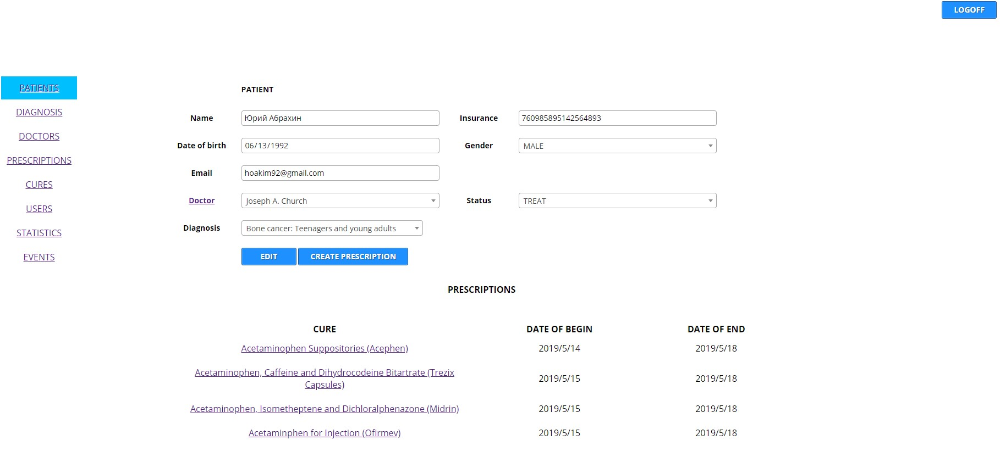 LOGOFF
PATIENTS
DIAGNOSIS
DOCTORS
PRESCRIPTIONS
CURES
USERS
STATISTICS
EVENTS
PATIENT
Name Юрий Абрахин Insurance 760985895142564893
Date of birth 06/13/1992 Gender MALE
Email hoakim92@gmail.com
Doctor Joseph A. Church Status TREAT
Diagnosis Bone cancer: Teenagers and young adults
EDIT CREATE PRESCRIPTION
PRESCRIPTIONS
CURE DATE OF BEGIN DATE OF END
Acetaminophen Suppositories (Acephen) 2019/5/14 2019/5/18
Acetaminophen, Caffeine and Dihydrocodeine Bitartrate (Trezix
Capsules) 2019/5/15 2019/5/18
Acetaminophen, Isometheptene and Dichloralphenazone (Midrin) 2019/5/15 2019/5/18
Acetaminphen for Injection (Ofirmev) 2019/5/15 2019/5/18